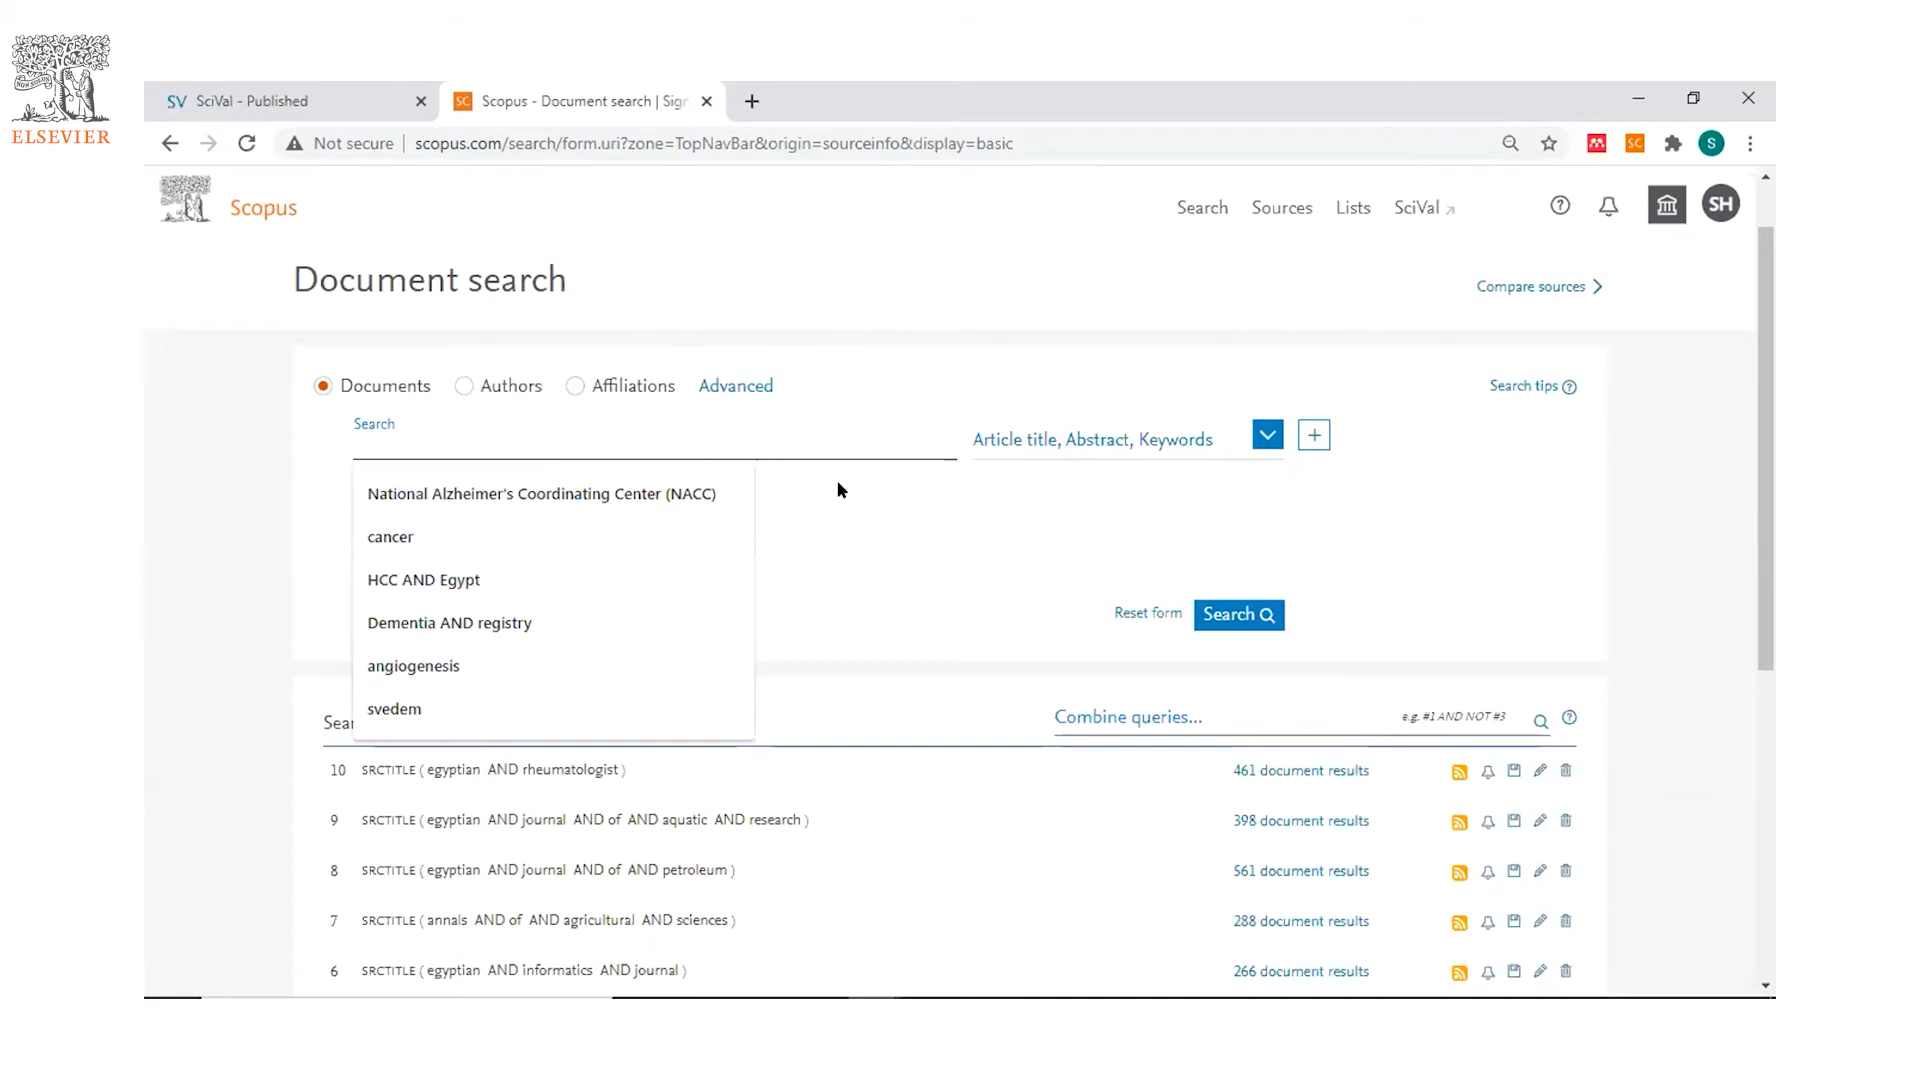 NON SOLUS
ELSEVIER
SV SciVal - Published
SC Scopus - Document search | Sig
Not secure | scopus.com/search/form.uri?zone=TopNavBar&origin=sourceinfo&display=basic
SC
S
Scopus
Search Sources Lists SciVal
SH
Document search
Compare sources
Documents Authors Affiliations Advanced
Search tips
Search
Article title, Abstract, Keywords
National Alzheimer's Coordinating Center (NACC)
cancer
HCC AND Egypt
Reset form Search
Dementia AND registry
angiogenesis
svedem
Sear
Combine queries... e.g. #1 AND NOT #3
10 SRCTITLE ( egyptian AND rheumatologist ) 461 document results
9 SRCTITLE ( egyptian AND journal AND of AND aquatic AND research ) 398 document results
8 SRCTITLE ( egyptian AND journal AND of AND petroleum ) 561 document results
7 SRCTITLE ( annals AND of AND agricultural AND sciences ) 288 document results
6 SRCTITLE ( egyptian AND informatics AND journal ) 266 document results